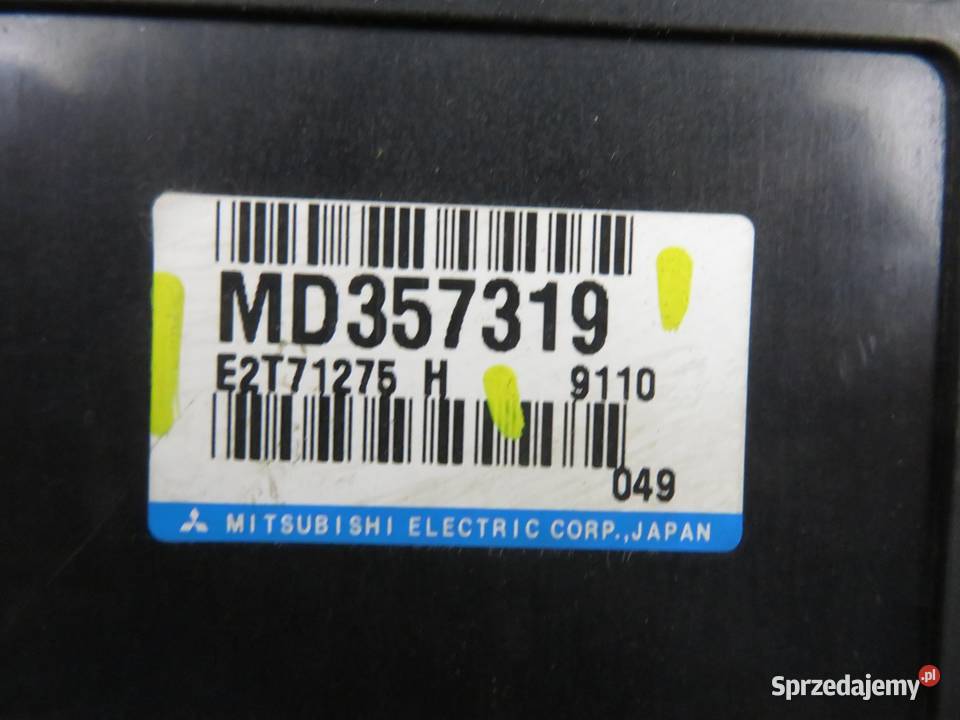 MD357319
E2T71275 H 9110
049
MITSUBISHI ELECTRIC CORP.,JAPAN
Sprzedajemy.pl